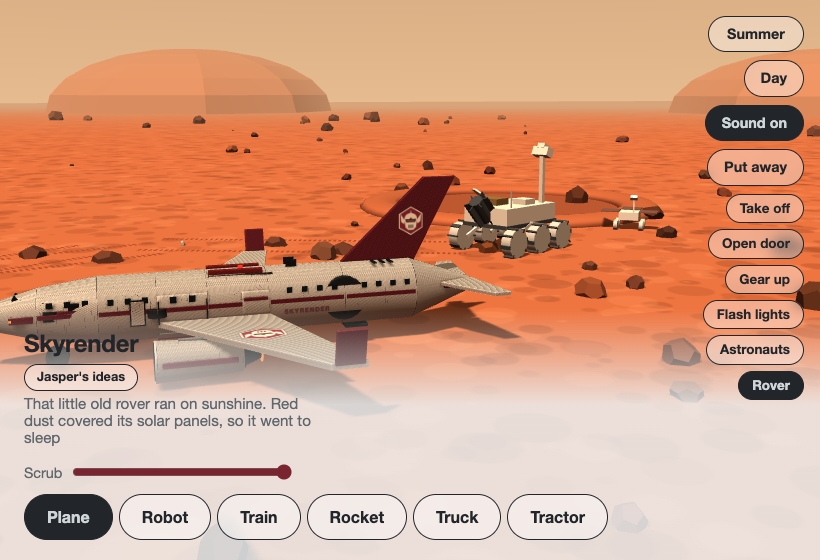 Summer
Day
Sound on
Put away
Take off
Open door
Gear up
Flash lights
Astronauts
Rover
SKYRENDER
Skyrender
Jasper's ideas
That little old rover ran on sunshine. Red
dust covered its solar panels, so it went to
sleep
Scrub
Plane
Robot
Train
Rocket
Truck
Tractor